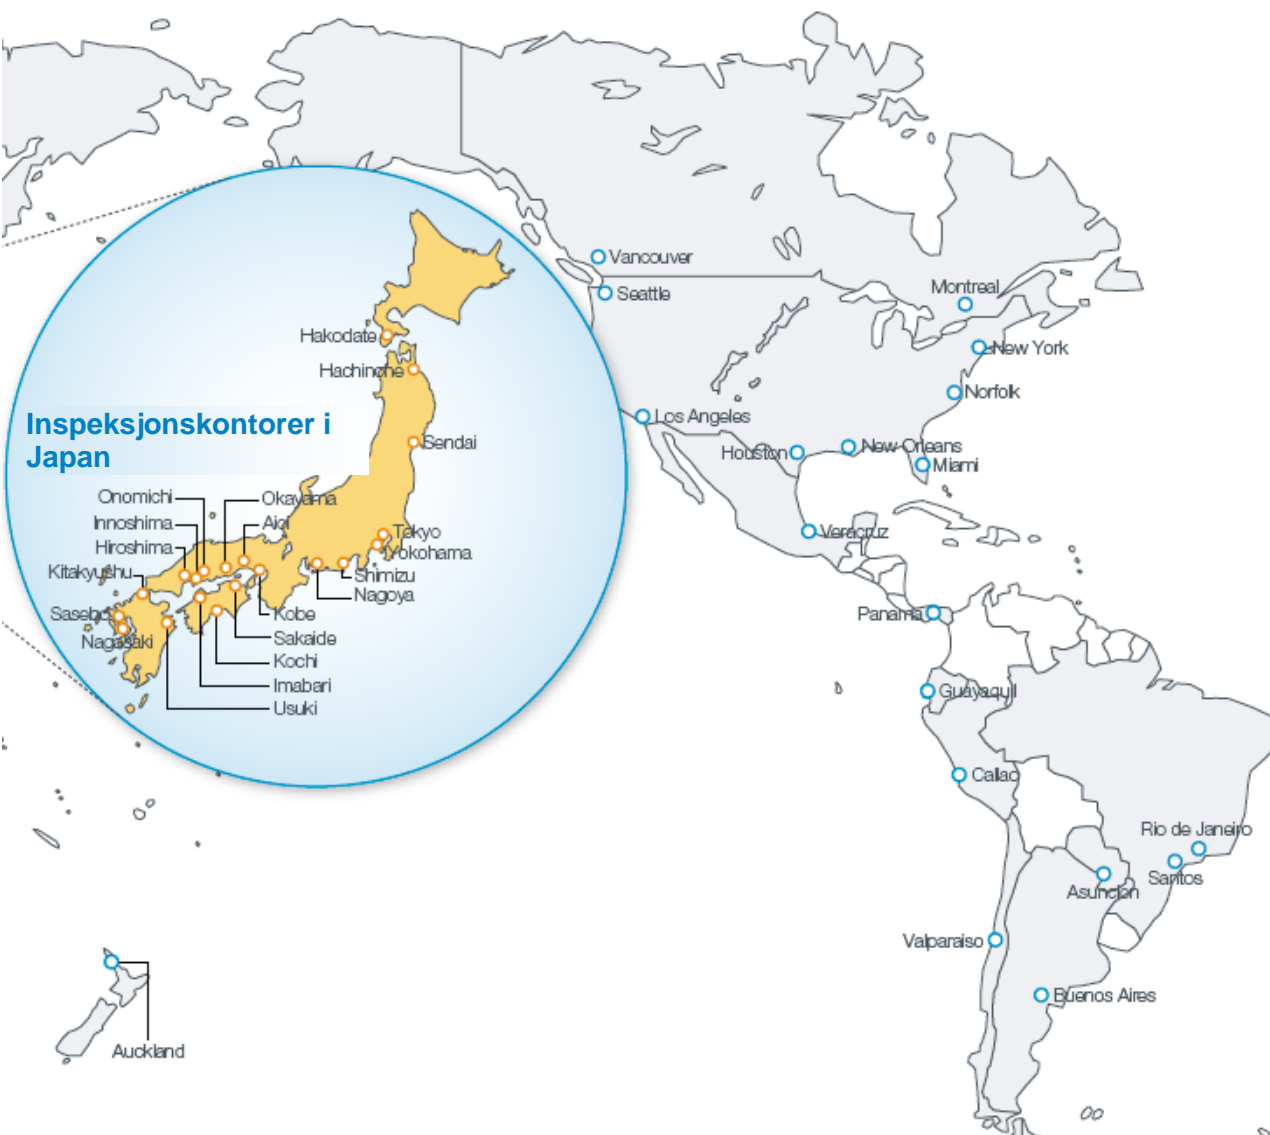 Vancouver
Seattle
Montreal
New York
Hakodate
Hachinohe
Norfolk
Los Angeles
Inspeksjonskontorer i
Japan
Sendai
Houston
New Orleans
Miami
Onomichi
Okayama
Innoshima
Aioi
Hiroshima
Tokyo
Yokohama
Veracruz
Kitakyushu
Shimizu
Nagoya
Sasebo
Kobe
Panama
Nagasaki
Sakaide
Kochi
Imabari
Guayaquil
Usuki
Callao
Rio de Janeiro
Santos
Asuncion
Valparaiso
Buenos Aires
Auckland